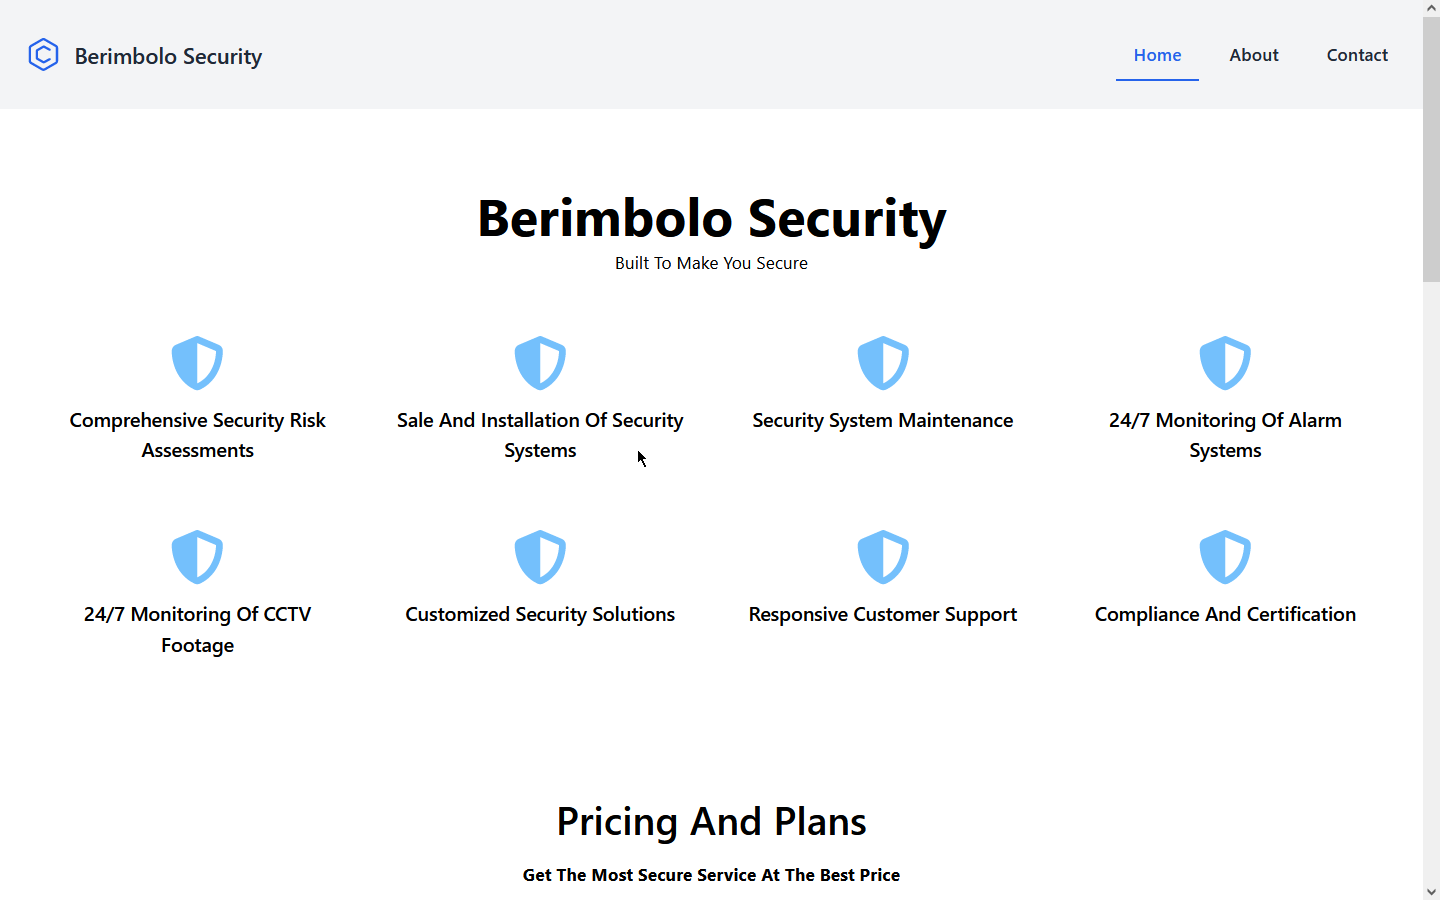 Berimbolo Security
Home
About
Contact
Berimbolo Security
Built To Make You Secure
Comprehensive Security Risk
Assessments
Sale And Installation Of Security
Systems
Security System Maintenance
24/7 Monitoring Of Alarm
Systems
24/7 Monitoring Of CCTV
Footage
Customized Security Solutions
Responsive Customer Support
Compliance And Certification
Pricing And Plans
Get The Most Secure Service At The Best Price